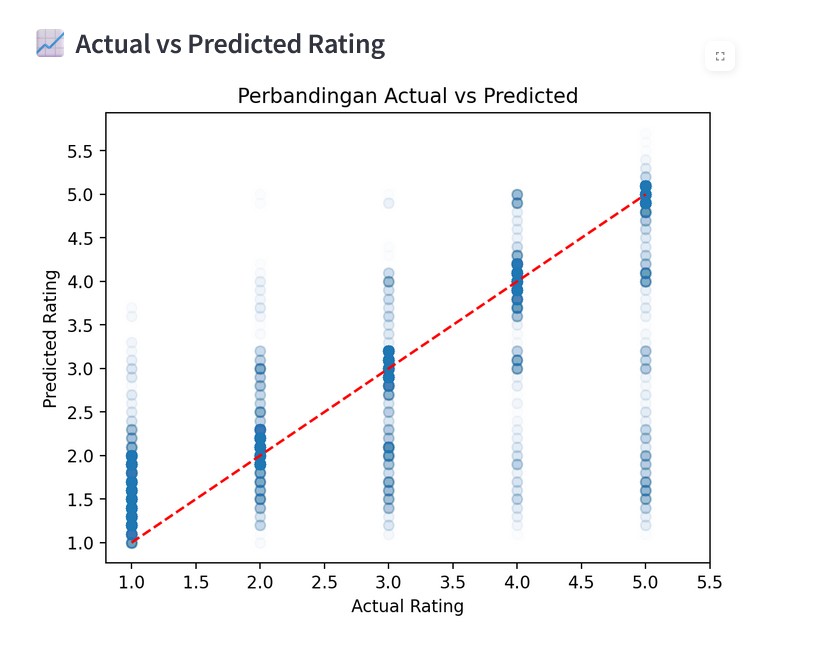 Actual vs Predicted Rating
Perbandingan Actual vs Predicted
5.5
5.0
4.5
4.0
3.5
3.0
2.5
2.0
1.5
1.0
Predicted Rating
1.0 1.5 2.0 2.5 3.0 3.5 4.0 4.5 5.0 5.5
Actual Rating